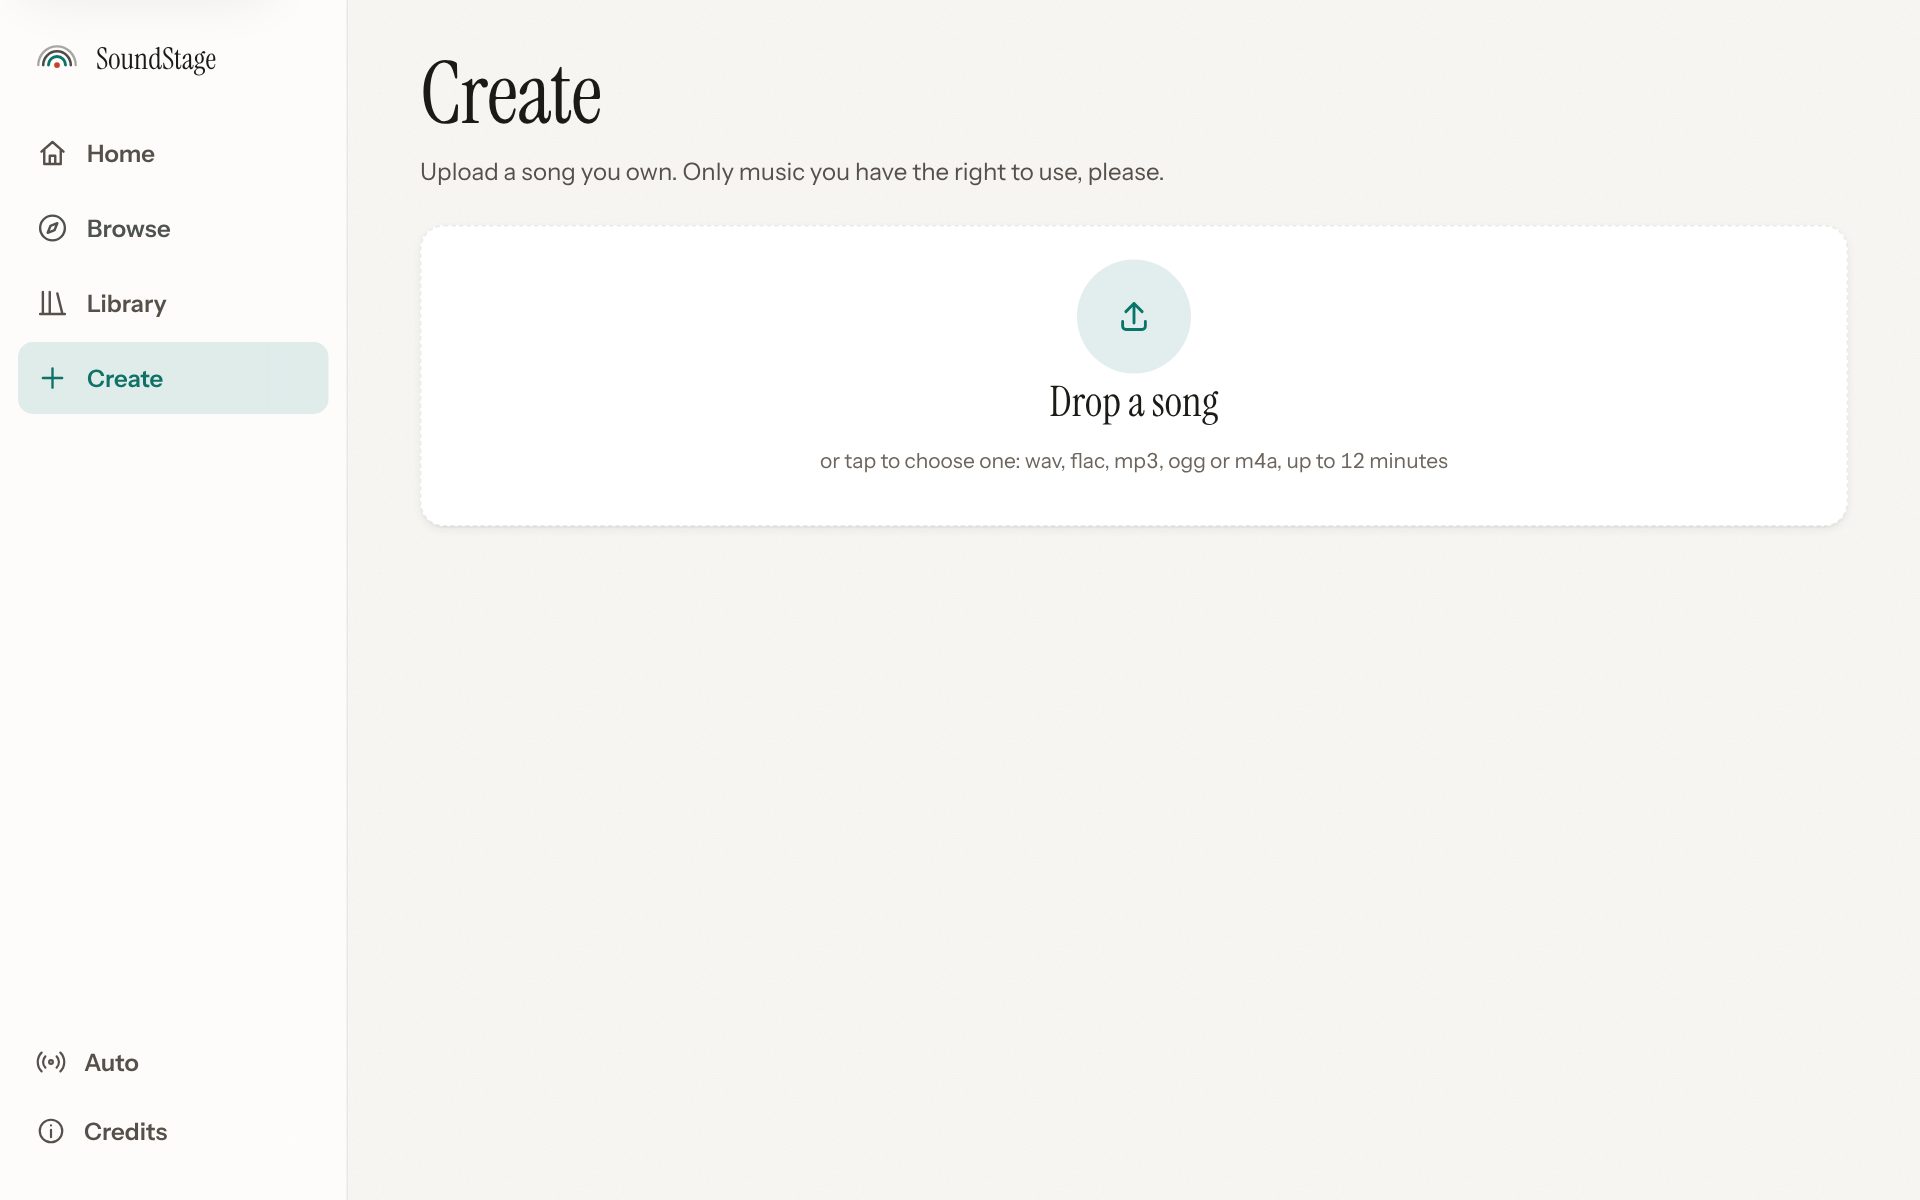 SoundStage
Home
Browse
Library
Create
Auto
Credits
Create
Upload a song you own. Only music you have the right to use, please.
Drop a song
or tap to choose one: wav, flac, mp3, ogg or m4a, up to 12 minutes